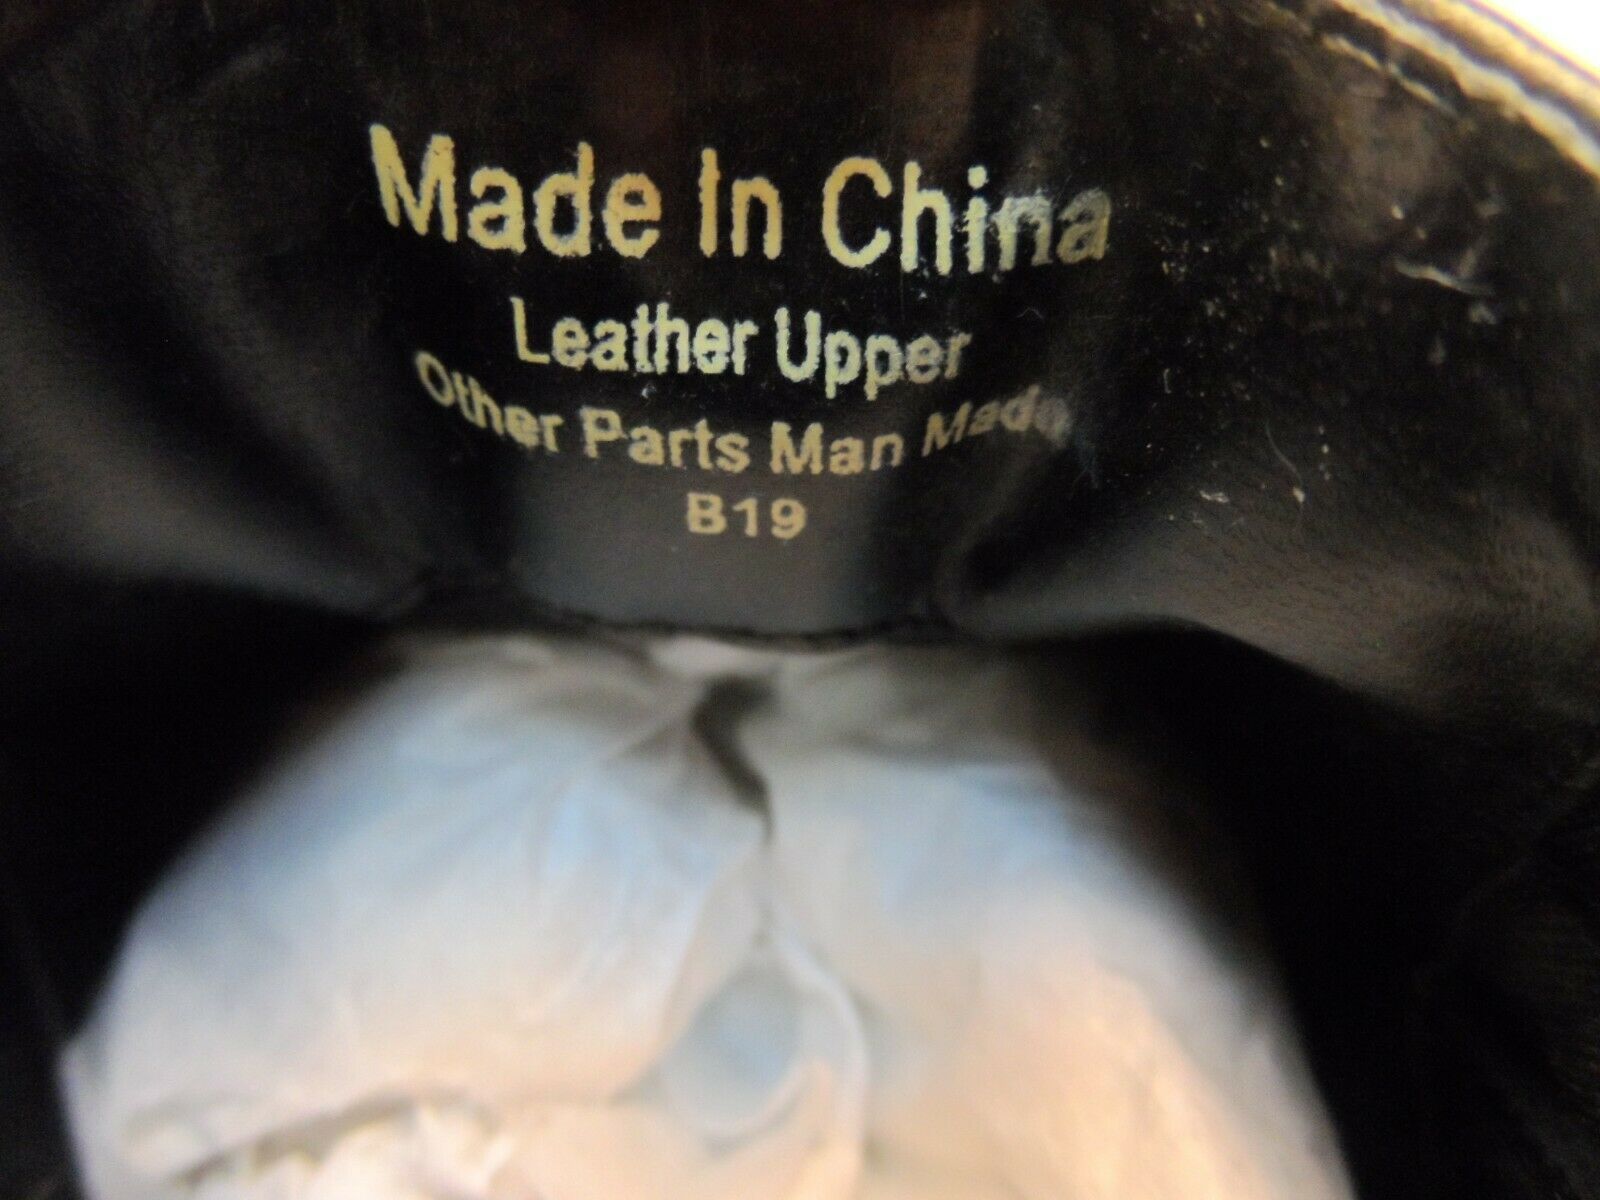 Made In China
Leather Upper
Other Parts Man Made
B19